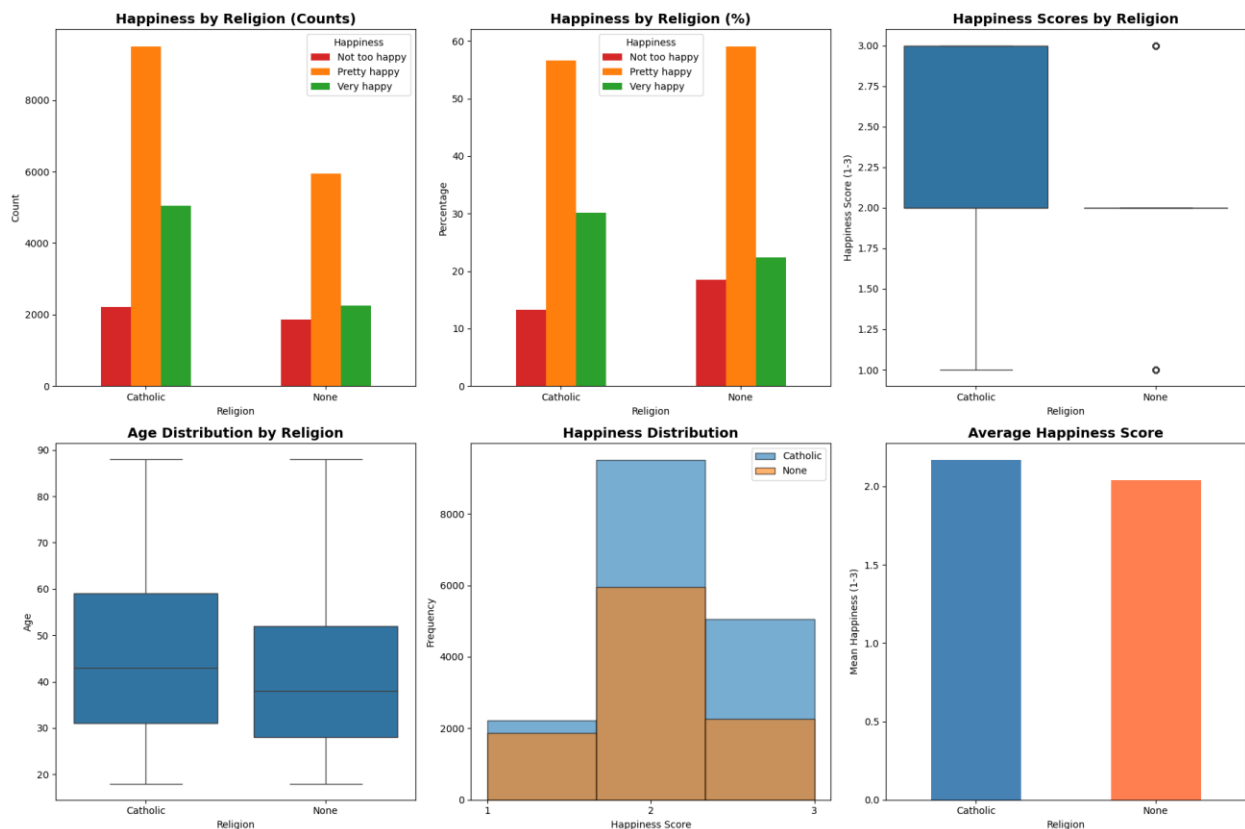 Happiness by Religion (Counts)
Count
8000
6000
4000
2000
0
Happiness
Not too happy
Pretty happy
Very happy
Catholic
None
Religion
Happiness by Religion (%)
Percentage
60
50
40
30
20
10
0
Happiness
Not too happy
Pretty happy
Very happy
Catholic
None
Religion
Happiness Scores by Religion
Happiness Score (1-3)
3.00
2.75
2.50
2.25
2.00
1.75
1.50
1.25
1.00
Catholic
None
Religion
Age Distribution by Religion
Age
90
80
70
60
50
40
30
20
Catholic
None
Religion
Happiness Distribution
Frequency
8000
6000
4000
2000
0
Catholic
None
1
2
3
Happiness Score
Average Happiness Score
Mean Happiness (1-3)
2.0
1.5
1.0
0.5
0.0
Catholic
None
Religion